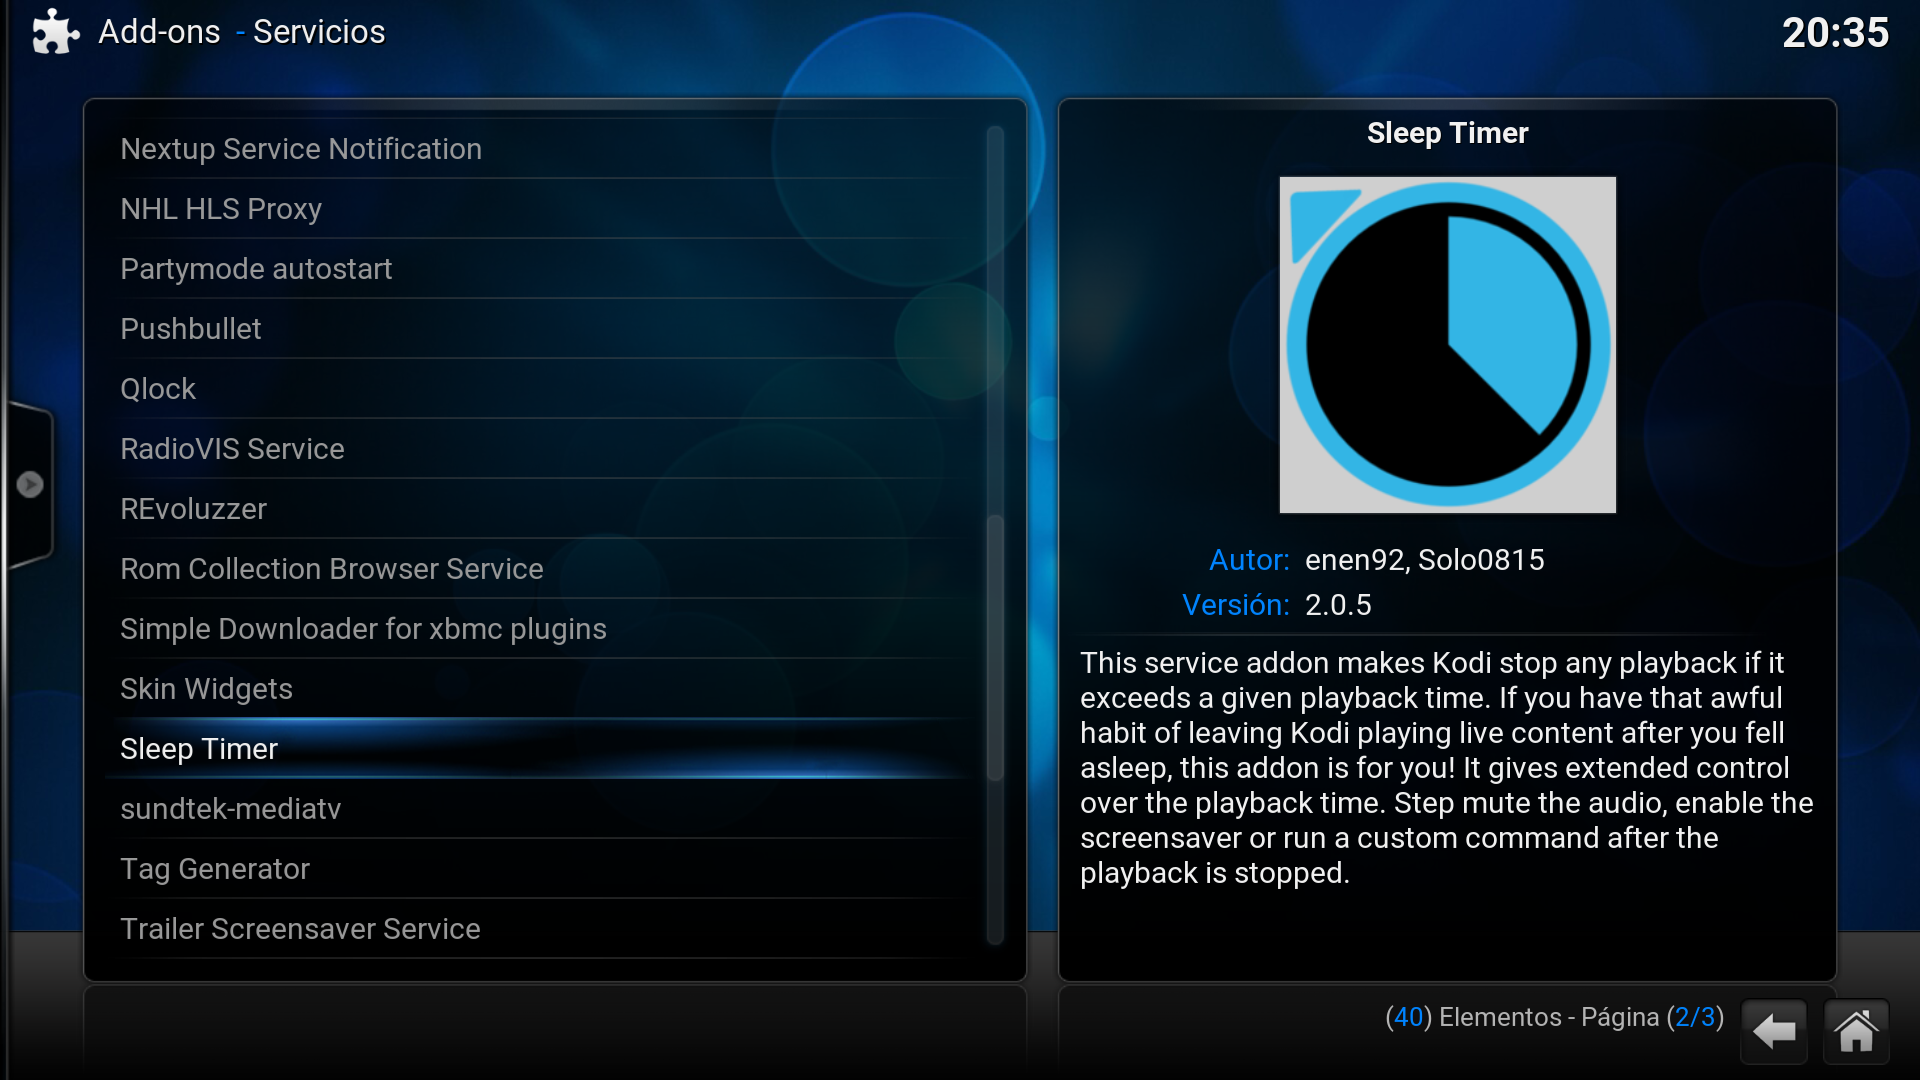 Add-ons - Servicios
20:35
Nextup Service Notification
NHL HLS Proxy
Partymode autostart
Pushbullet
Qlock
RadioVIS Service
REvoluzzer
Rom Collection Browser Service
Simple Downloader for xbmc plugins
Skin Widgets
Sleep Timer
sundtek-mediatv
Tag Generator
Trailer Screensaver Service
Sleep Timer
Autor: enen92, Solo0815
Versión: 2.0.5
This service addon makes Kodi stop any playback if it
exceeds a given playback time. If you have that awful
habit of leaving Kodi playing live content after you fell
asleep, this addon is for you! It gives extended control
over the playback time. Step mute the audio, enable the
screensaver or run a custom command after the
playback is stopped.
(40) Elementos - Página (2/3)